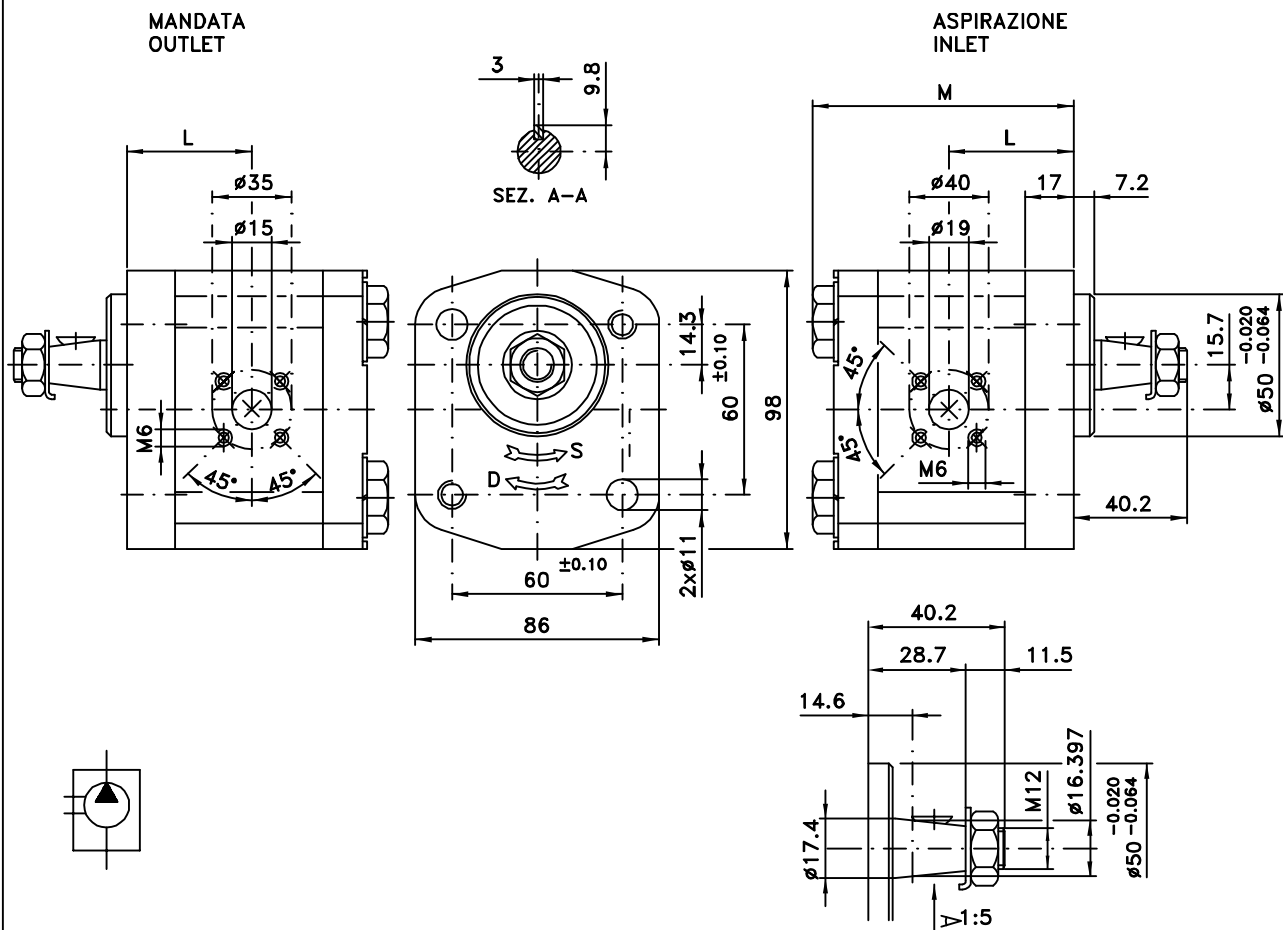 MANDATA
OUTLET
ASPIRAZIONE
INLET
3
9.8
SEZ. A-A
L
ø35
ø15
M6
45°
45°
S
D
14.3
60 ±0.10
98
2xø11
60 ±0.10
86
M
L
ø40
17
7.2
ø19
45°
45°
M6
15.7
ø50 -0.020 -0.064
40.2
40.2
28.7
11.5
14.6
ø17.4
M12
ø16.397
ø50 -0.020 -0.064
A
1:5